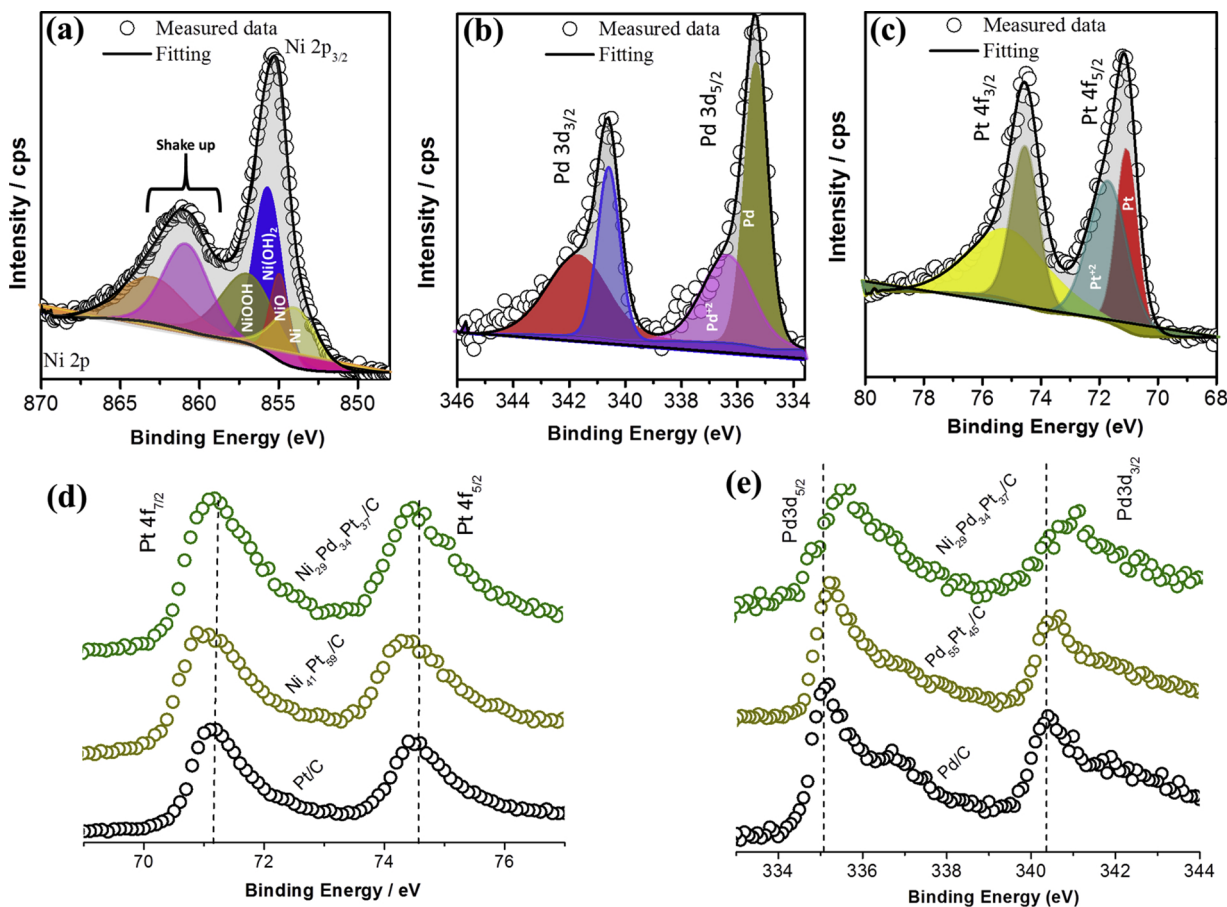 (a)
Measured data
Fitting
Ni 2p3/2
Shake up
NiOOH
Ni(OH)2
NiO
Ni
Ni 2p
Intensity / cps
870 865 860 855 850
Binding Energy (eV)
(b)
Measured data
Fitting
Pd 3d3/2
Pd 3d5/2
Pd+2
Pd
Intensity / cps
346 344 342 340 338 336 334
Binding Energy (eV)
(c)
Measured data
Fitting
Pt 4f3/2
Pt 4f5/2
Pt+2
Pt
Intensity / cps
80 78 76 74 72 70 68
Binding Energy (eV)
(d)
Pt 4f7/2
Pt 4f5/2
Ni29Pd34Pt37/C
Ni41Pt59/C
Pt/C
70 72 74 76
Binding Energy / eV
(e)
Pd3d5/2
Pd3d3/2
Ni29Pd34Pt37/C
Pd55Pt45/C
Pd/C
334 336 338 340 342 344
Binding Energy (eV)